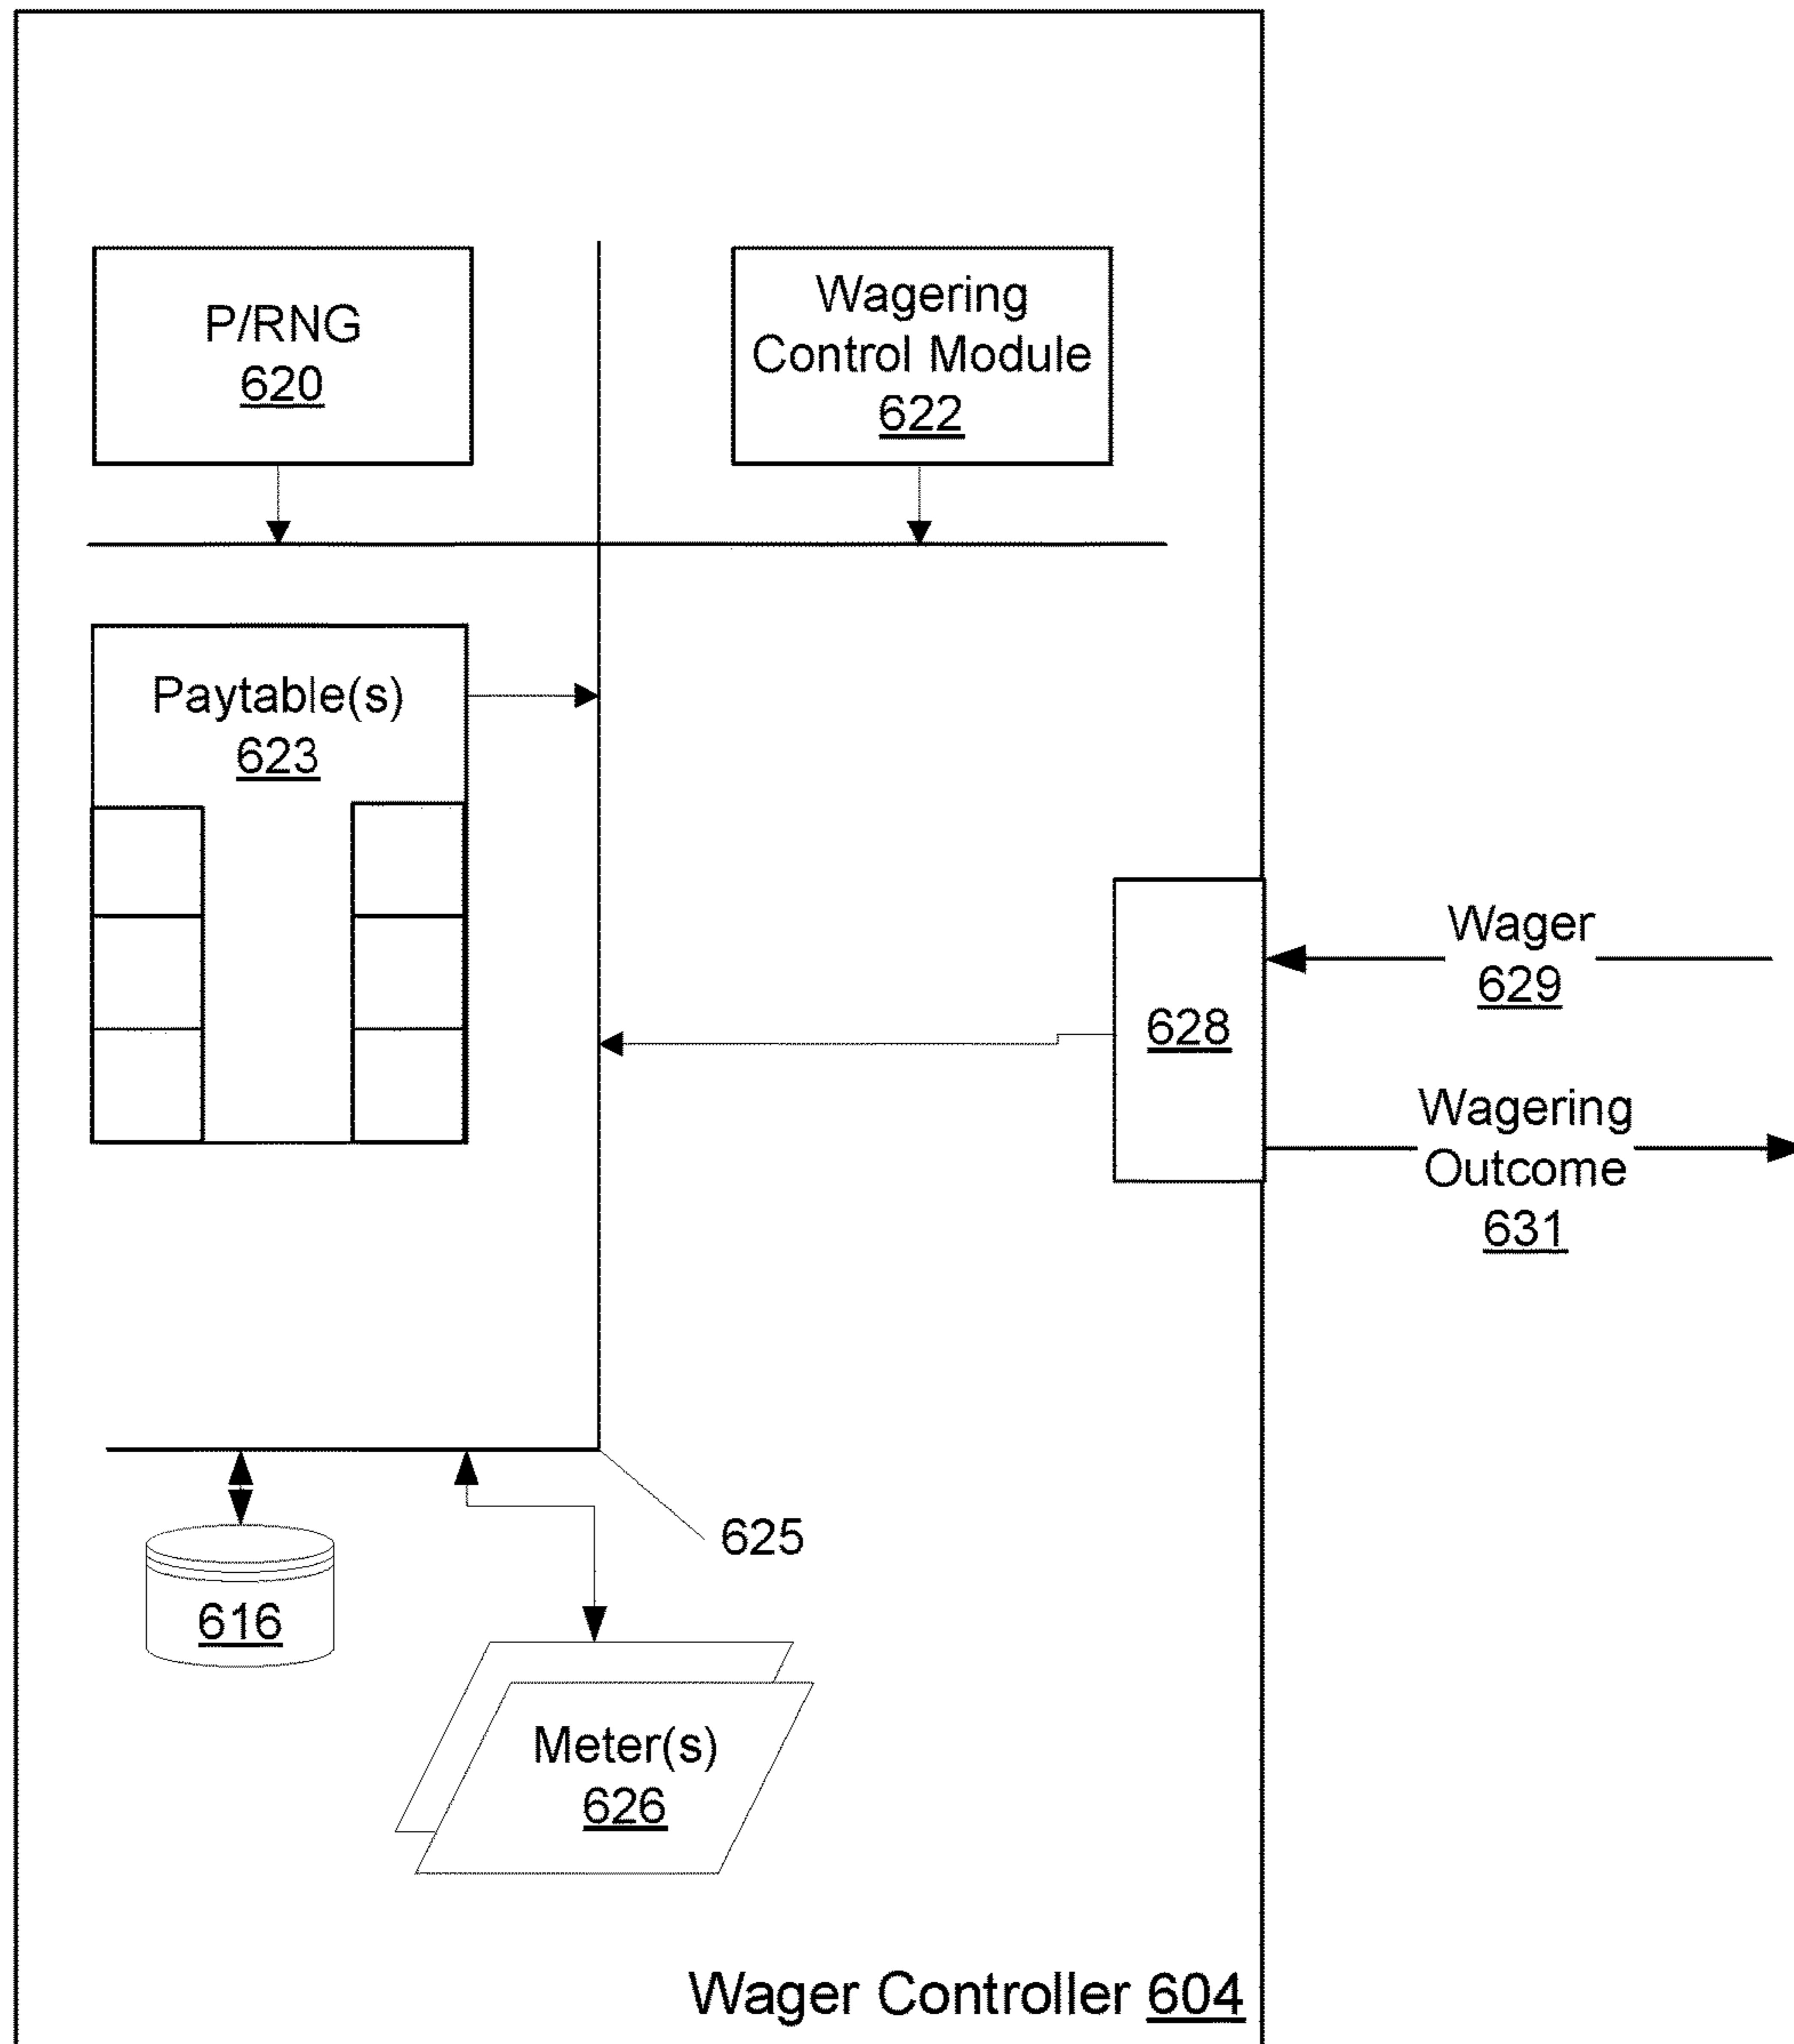 P/RNG
620
Wagering
Control Module
622
Paytable(s)
623
628
Wager
629
Wagering
Outcome
631
625
616
Meter(s)
626
Wager Controller 604